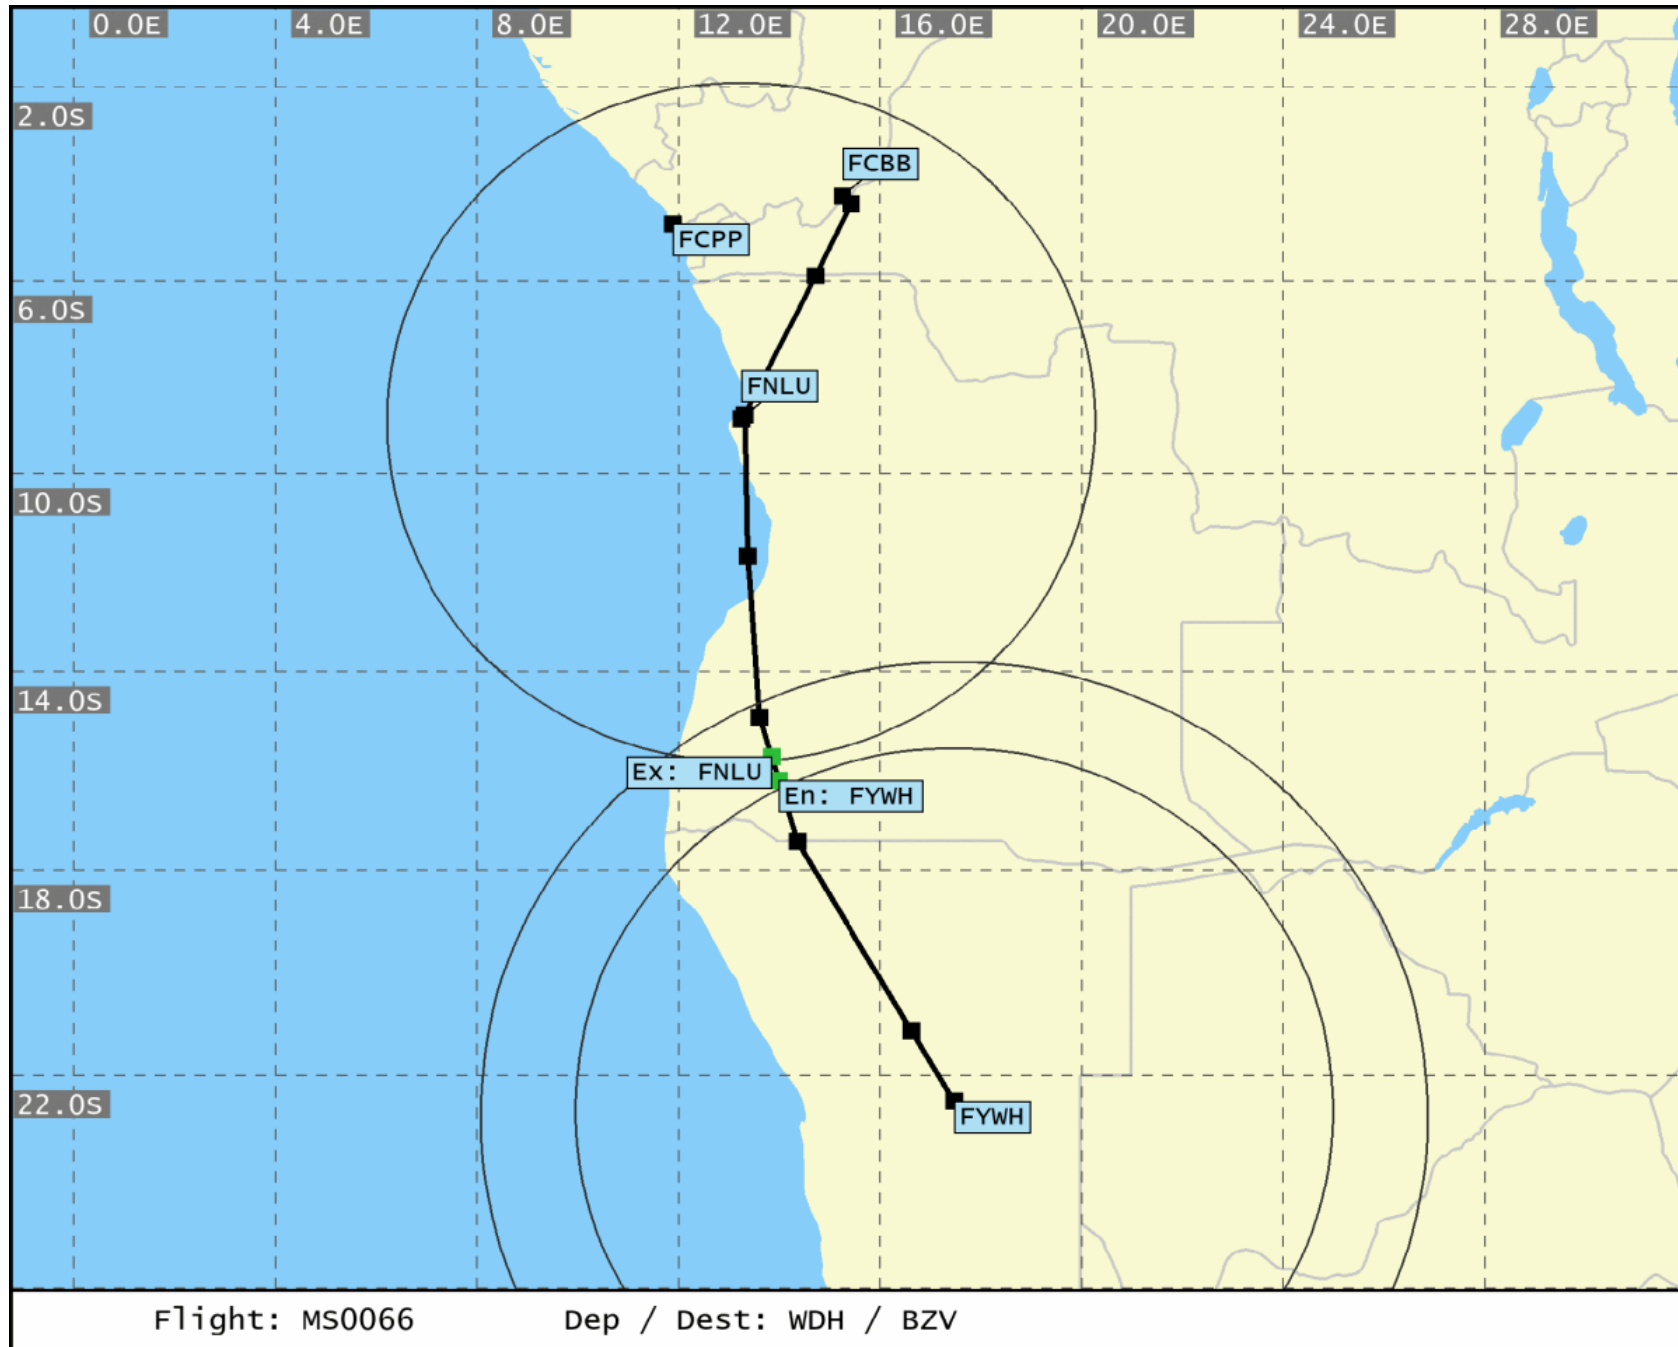 0.0E 4.0E 8.0E 12.0E 16.0E 20.0E 24.0E 28.0E
2.0S
FCBB
FCPP
6.0S
FNLU
10.0S
14.0S
Ex: FNLU
En: FYWH
18.0S
22.0S
FYWH
Flight: MS0066 Dep / Dest: WDH / BZV